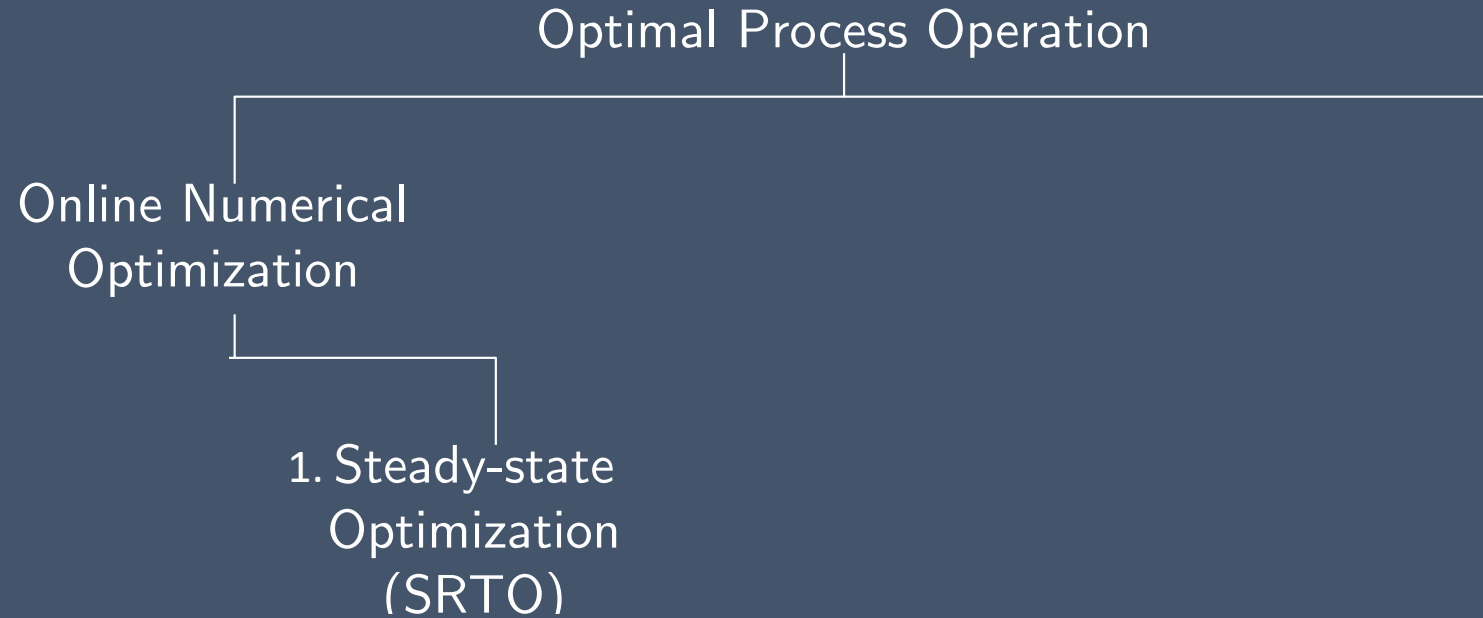 Optimal Process Operation
Online Numerical
Optimization
1. Steady-state
Optimization
(SRTO)